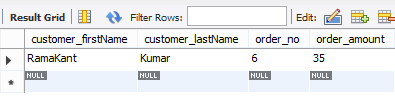 Result Grid Filter Rows: Edit:
customer_firstName customer_lastName order_no order_amount
RamaKant Kumar 6 35
NULL NULL NULL NULL